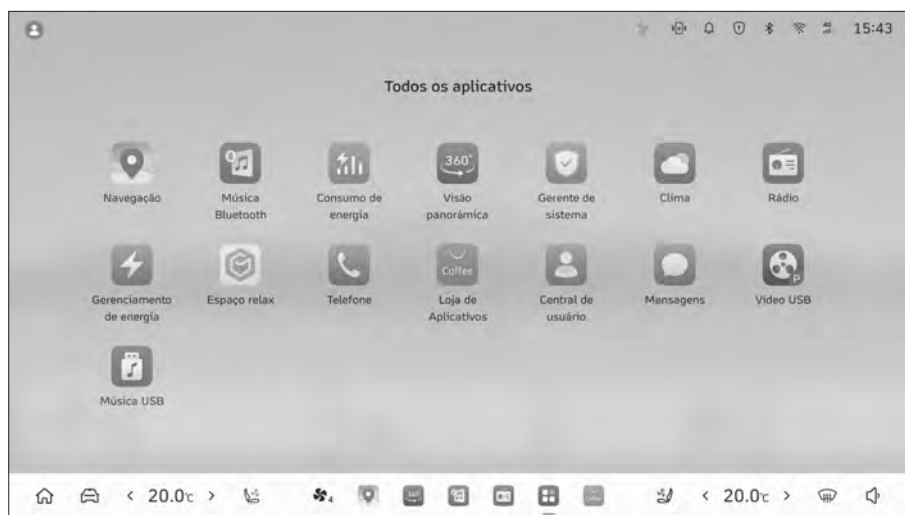 15:43
Todos os aplicativos
360°
Navegação Música Consumo de Visão Gerente de Clima Rádio
Bluetooth energia panorâmica sistema
Coffee P
Gerenciamento Espaço relax Telefone Loja de Central de Mensagens Vídeo USB
de energia Aplicativos usuário
Música USB
< 20.0°C > 4 360° < 20.0°C >